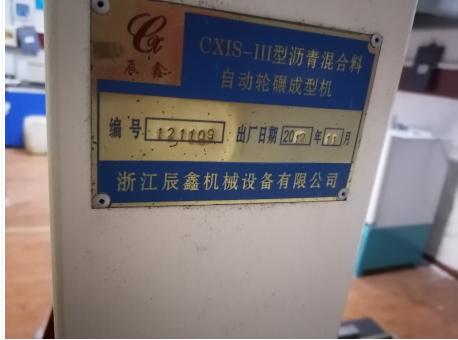 Cx
辰鑫
CXIS-III型沥青混合料
自动轮碾成型机
编号 121109 出厂日期 2012 年 11 月
浙江辰鑫机械设备有限公司